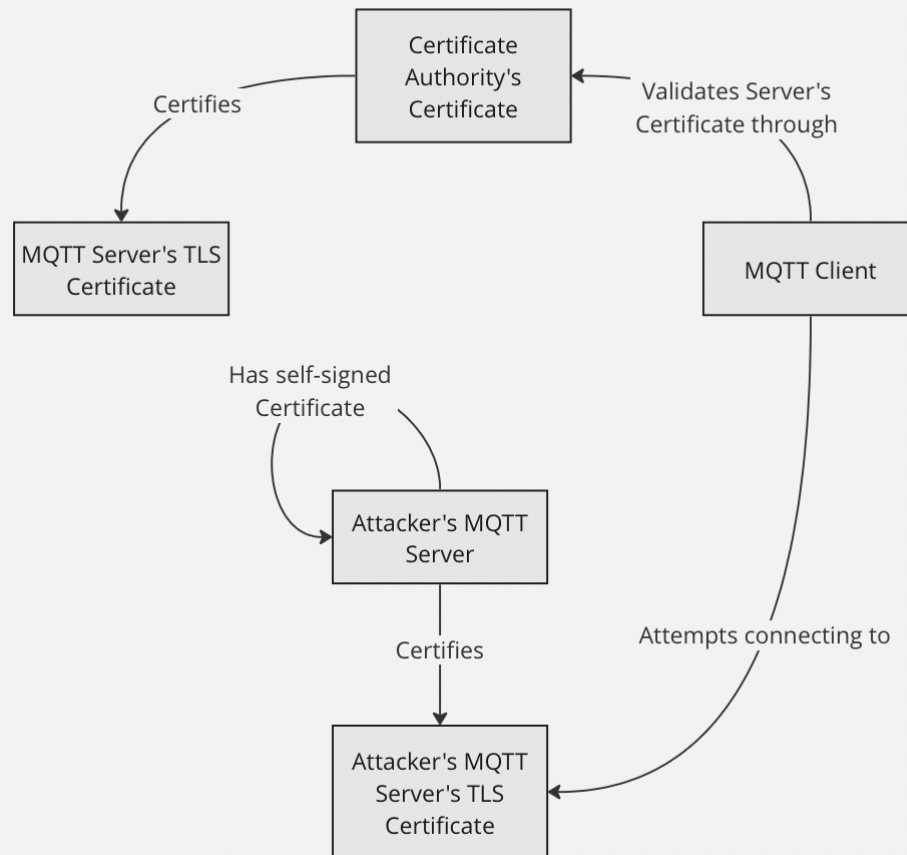 Certificate
Authority's
Certificate
Certifies
Validates Server's
Certificate through
MQTT Server's TLS
Certificate
MQTT Client
Has self-signed
Certificate
Attacker's MQTT
Server
Certifies
Attempts connecting to
Attacker's MQTT
Server's TLS
Certificate